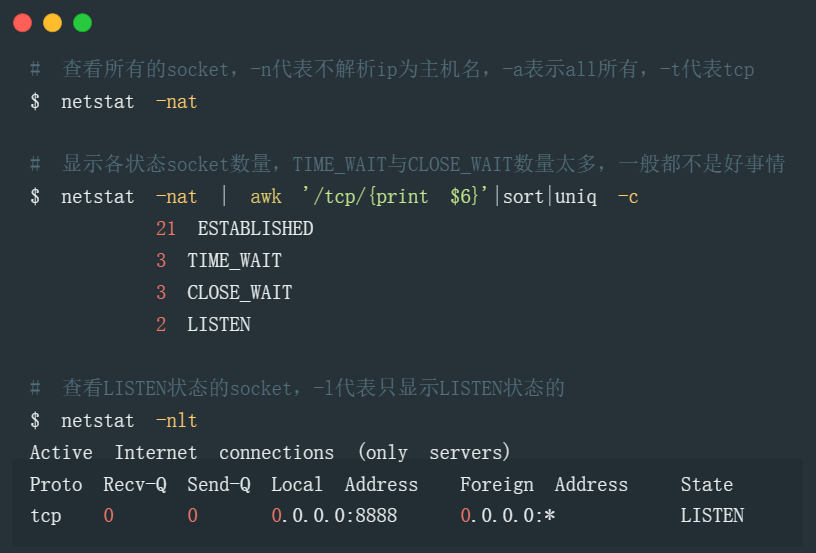 # 查看所有的socket，-n代表不解析ip为主机名，-a表示all所有，-t代表tcp
$ netstat -nat
# 显示各状态socket数量，TIME_WAIT与CLOSE_WAIT数量太多，一般都不是好事情
$ netstat -nat | awk '/tcp/{print $6}'|sort|uniq -c
21 ESTABLISHED
3 TIME_WAIT
3 CLOSE_WAIT
2 LISTEN
# 查看LISTEN状态的socket，-l代表只显示LISTEN状态的
$ netstat -nlt
Active Internet connections (only servers)
Proto Recv-Q Send-Q Local Address Foreign Address State
tcp 0 0 0.0.0.0:8888 0.0.0.0:* LISTEN